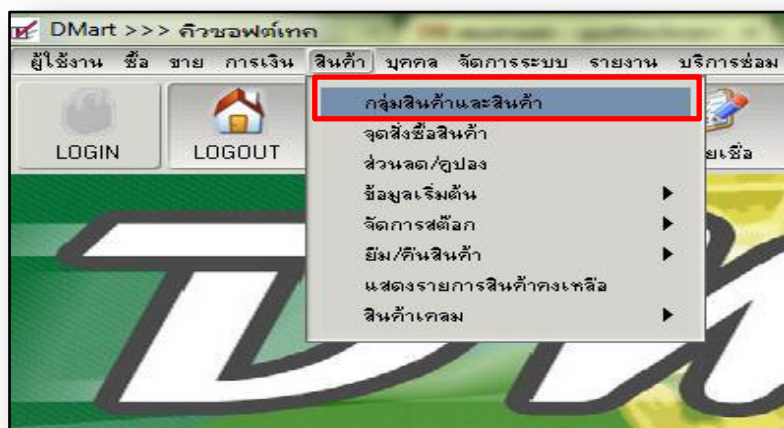 DMart >>> คิวซอฟต์เทค
ผู้ใช้งาน ซื้อ ขาย การเงิน สินค้า บุคคล จัดการระบบ รายงาน บริการซ่อม
LOGIN
LOGOUT
ยเชื่อ
กลุ่มสินค้าและสินค้า
จุดสั่งซื้อสินค้า
ส่วนลด/คูปอง
ข้อมูลเริ่มต้น
จัดการสต๊อก
ยืม/คืนสินค้า
แสดงรายการสินค้าคงเหลือ
สินค้าเคลม